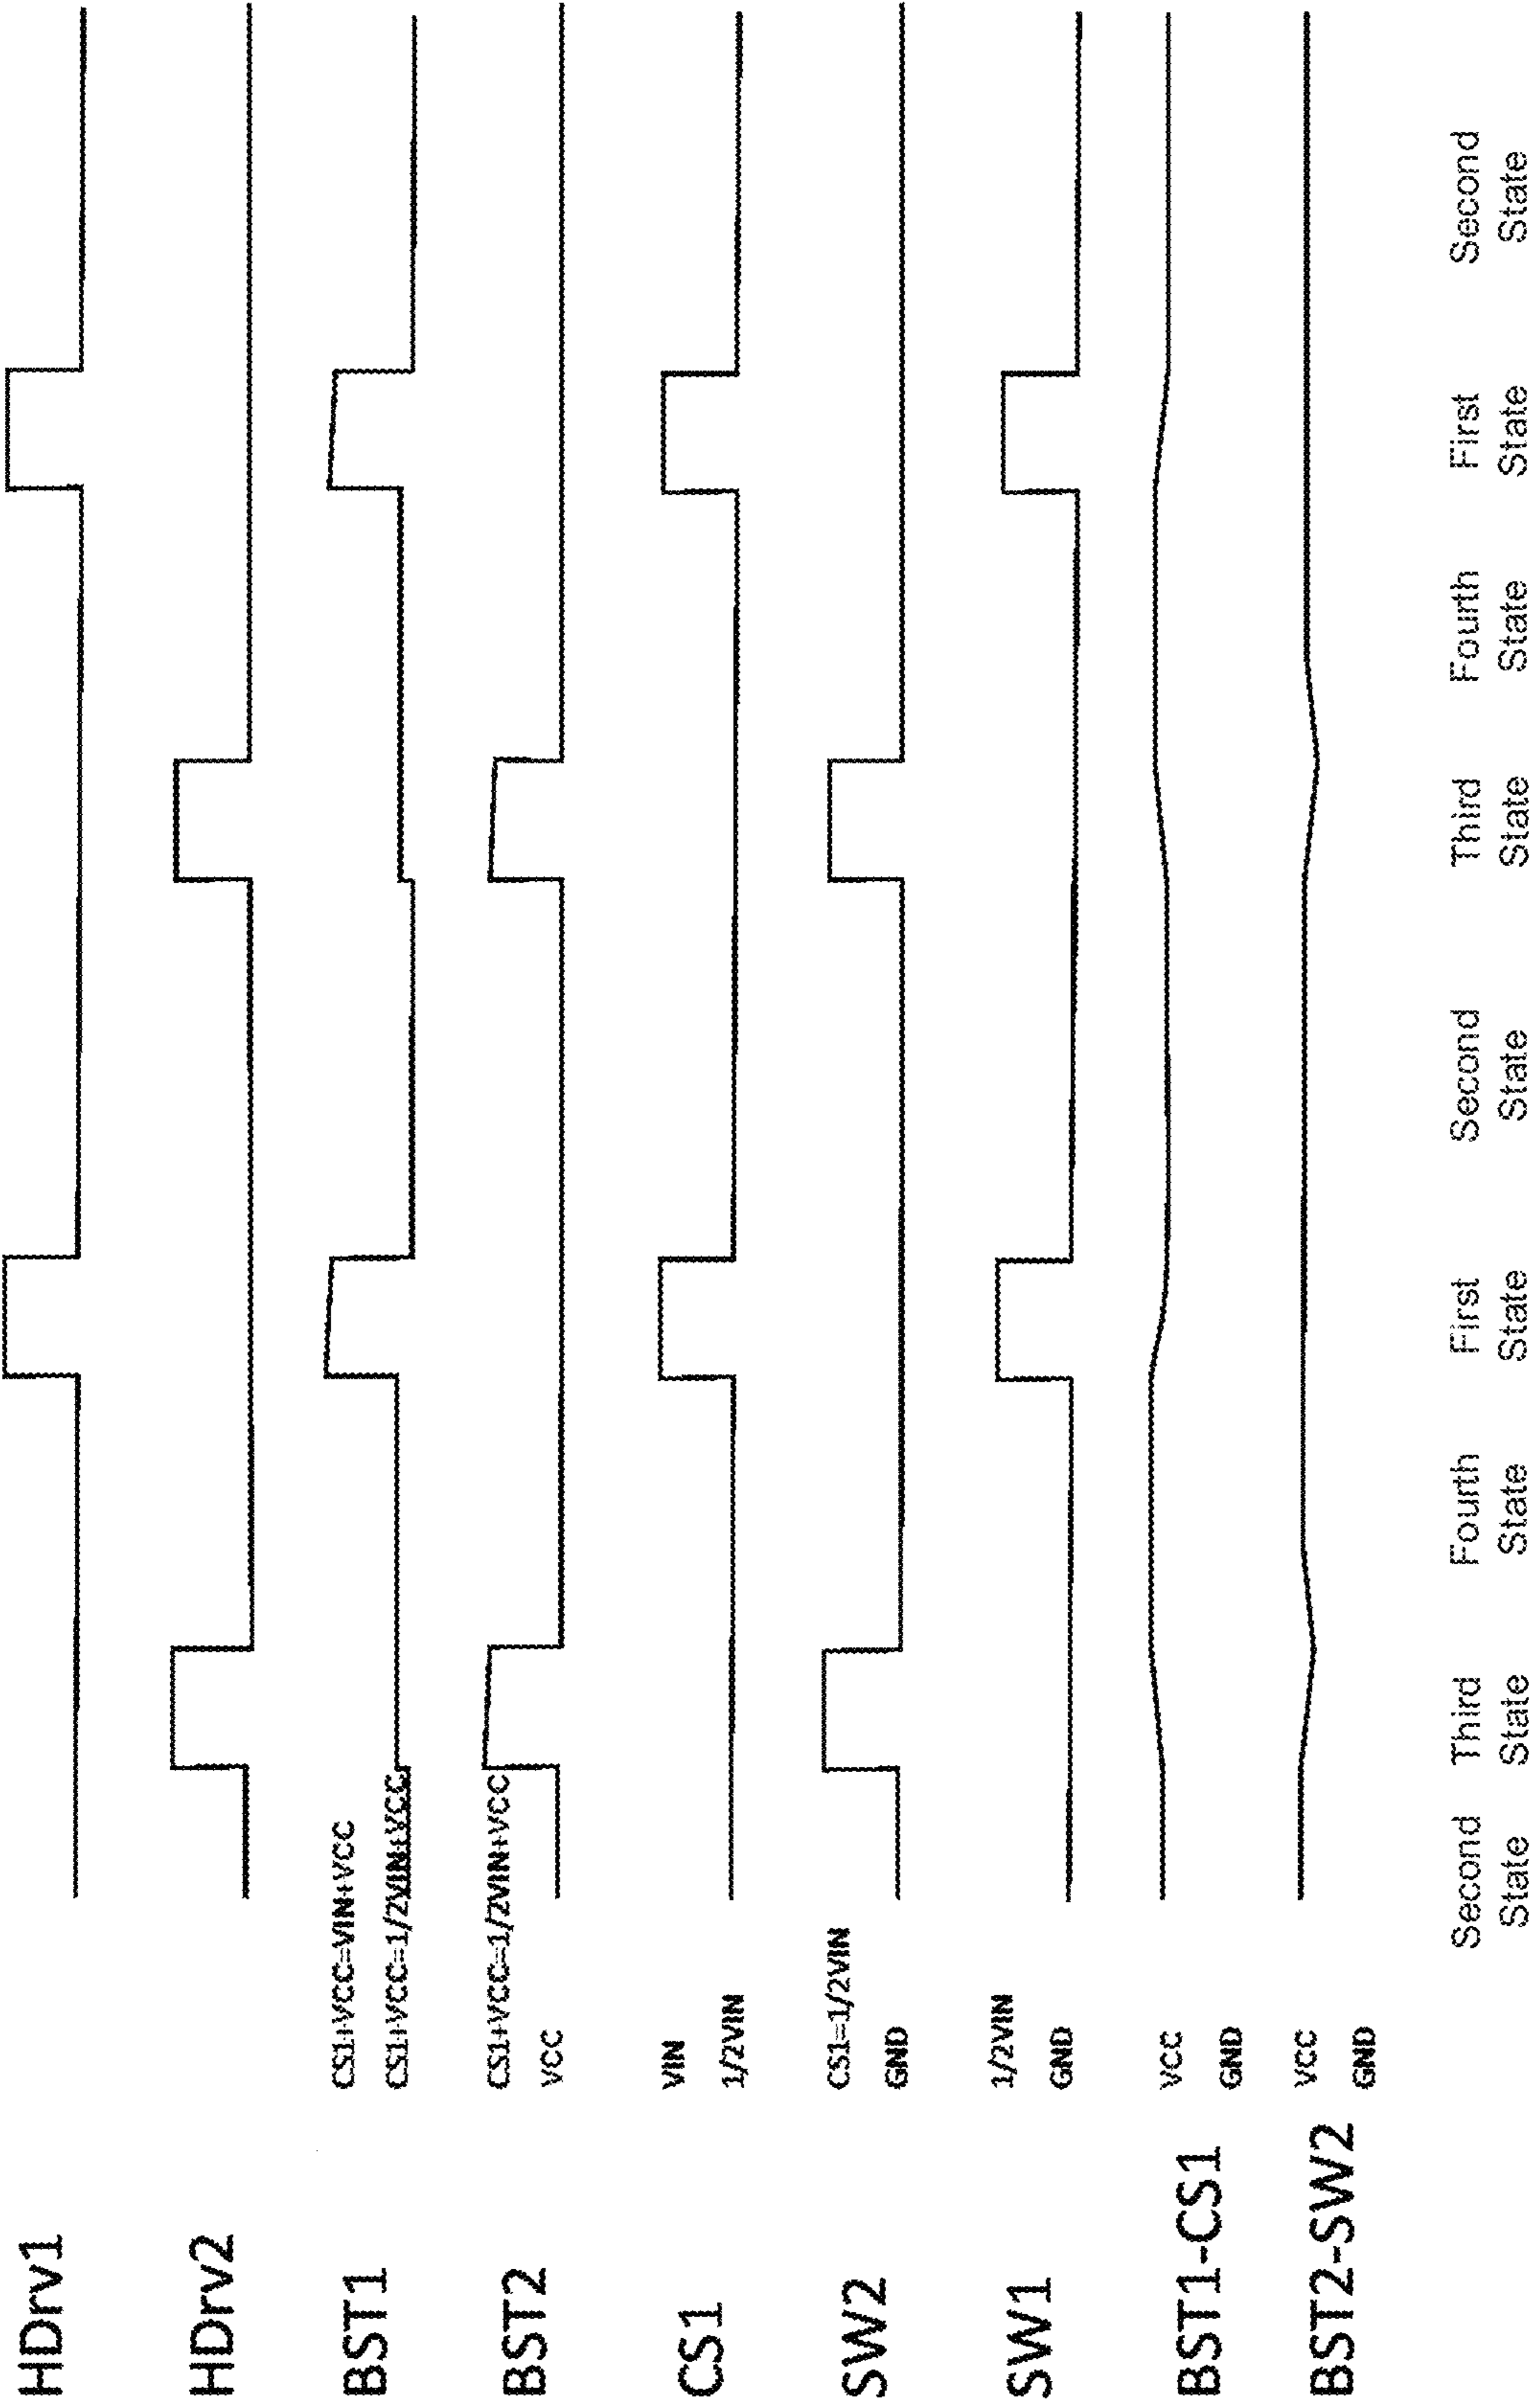 HDrv1
HDrv2
BST1
CS1+VCC=VIN+VCC
CS1+VCC=1/2VIN+VCC
BST2
CS1+VCC=1/2VIN+VCC
VCC
CS1
VIN
1/2VIN
SW2
CS1=1/2VIN
GND
SW1
1/2VIN
GND
BST1-CS1
VCC
GND
BST2-SW2
VCC
GND
Second Third Fourth First Second Third Fourth First Second
State State State State State State State State State